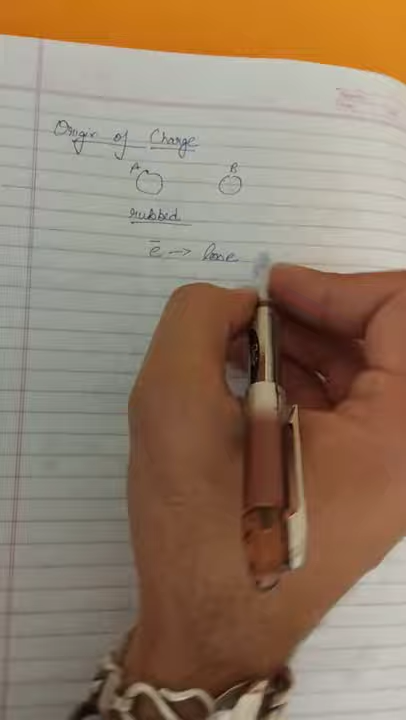 Origin of Charge
A B
rubbed
e̅ → lose